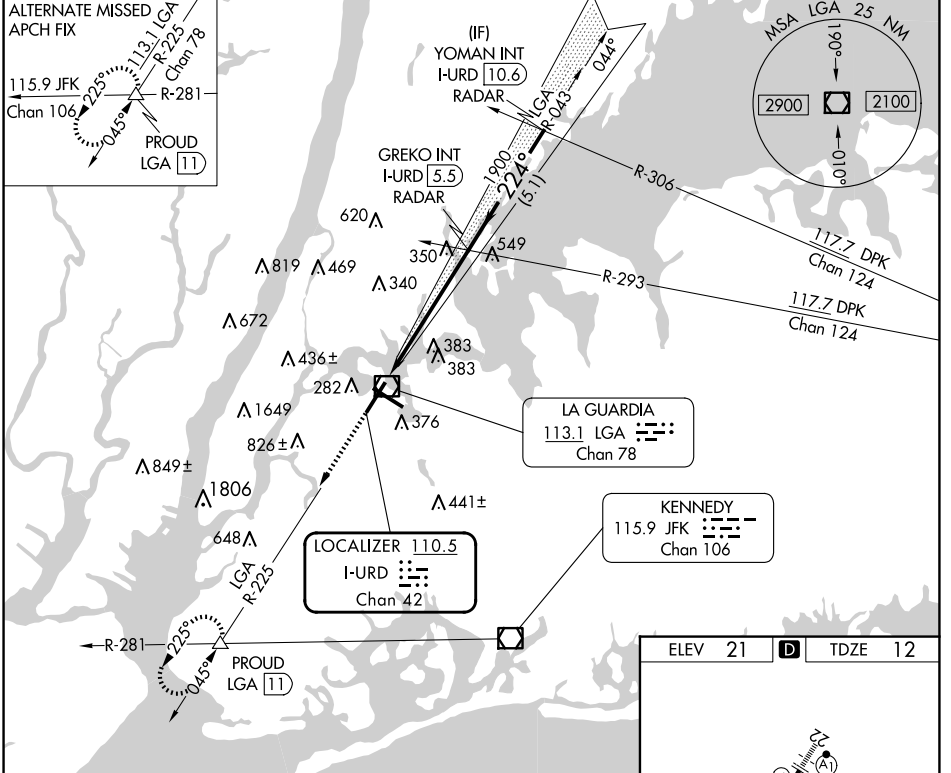 ALTERNATE MISSED
APCH FIX
113.1 LGA
R-225
Chan 78
115.9 JFK
Chan 106
225°
045°
R-281
PROUD
LGA 11
(IF)
YOMAN INT
I-URD 10.6
RADAR
044°
LGA
R-043
1900
224°
(5.1)
GREKO INT
I-URD 5.5
RADAR
MSA LGA 25 NM
190°
2900
2100
010°
R-306
117.7 DPK
Chan 124
R-293
117.7 DPK
Chan 124
620
350
549
819
469
340
672
383
383
436±
282
1649
376
826±
849±
1806
441±
648
LA GUARDIA
113.1 LGA
Chan 78
KENNEDY
115.9 JFK
Chan 106
LOCALIZER 110.5
I-URD
Chan 42
LGA
R-225
R-281
225°
045°
PROUD
LGA 11
ELEV 21 D TDZE 12
22
A1